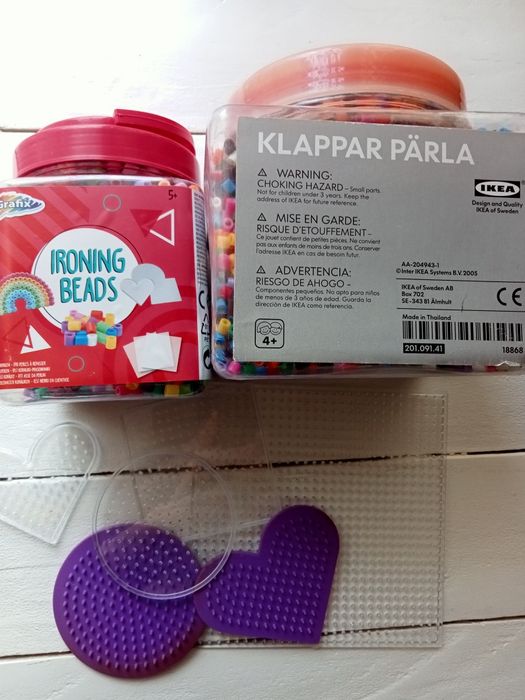 Grafix
5+
IRONING
BEADS
CE
KLAPPAR PÄRLA
WARNING:
CHOKING HAZARD – Small parts
Not for children under 3 years. Keep the
address of IKEA for future reference.
MISE EN GARDE:
RISQUE D'ETOUFFEMENT –
Ce jouet contient de petites pièces. Ne convient
pas aux enfants de moins de trois ans. Conserver
l'adresse IKEA en cas de besoin futur.
ADVERTENCIA:
RIESGO DE AHOGO –
Componentes pequeños. No apto para niños
de menos de 3 años. Guarda la dirección
de IKEA como referencia.
4+
IKEA
Design and Quality
IKEA of Sweden
AA-204943-1
©Inter IKEA Systems B.V. 2005
IKEA of Sweden AB
Box 702
SE-343 81 Älmhult
CE
Made in Thailand
201.091.41
18868